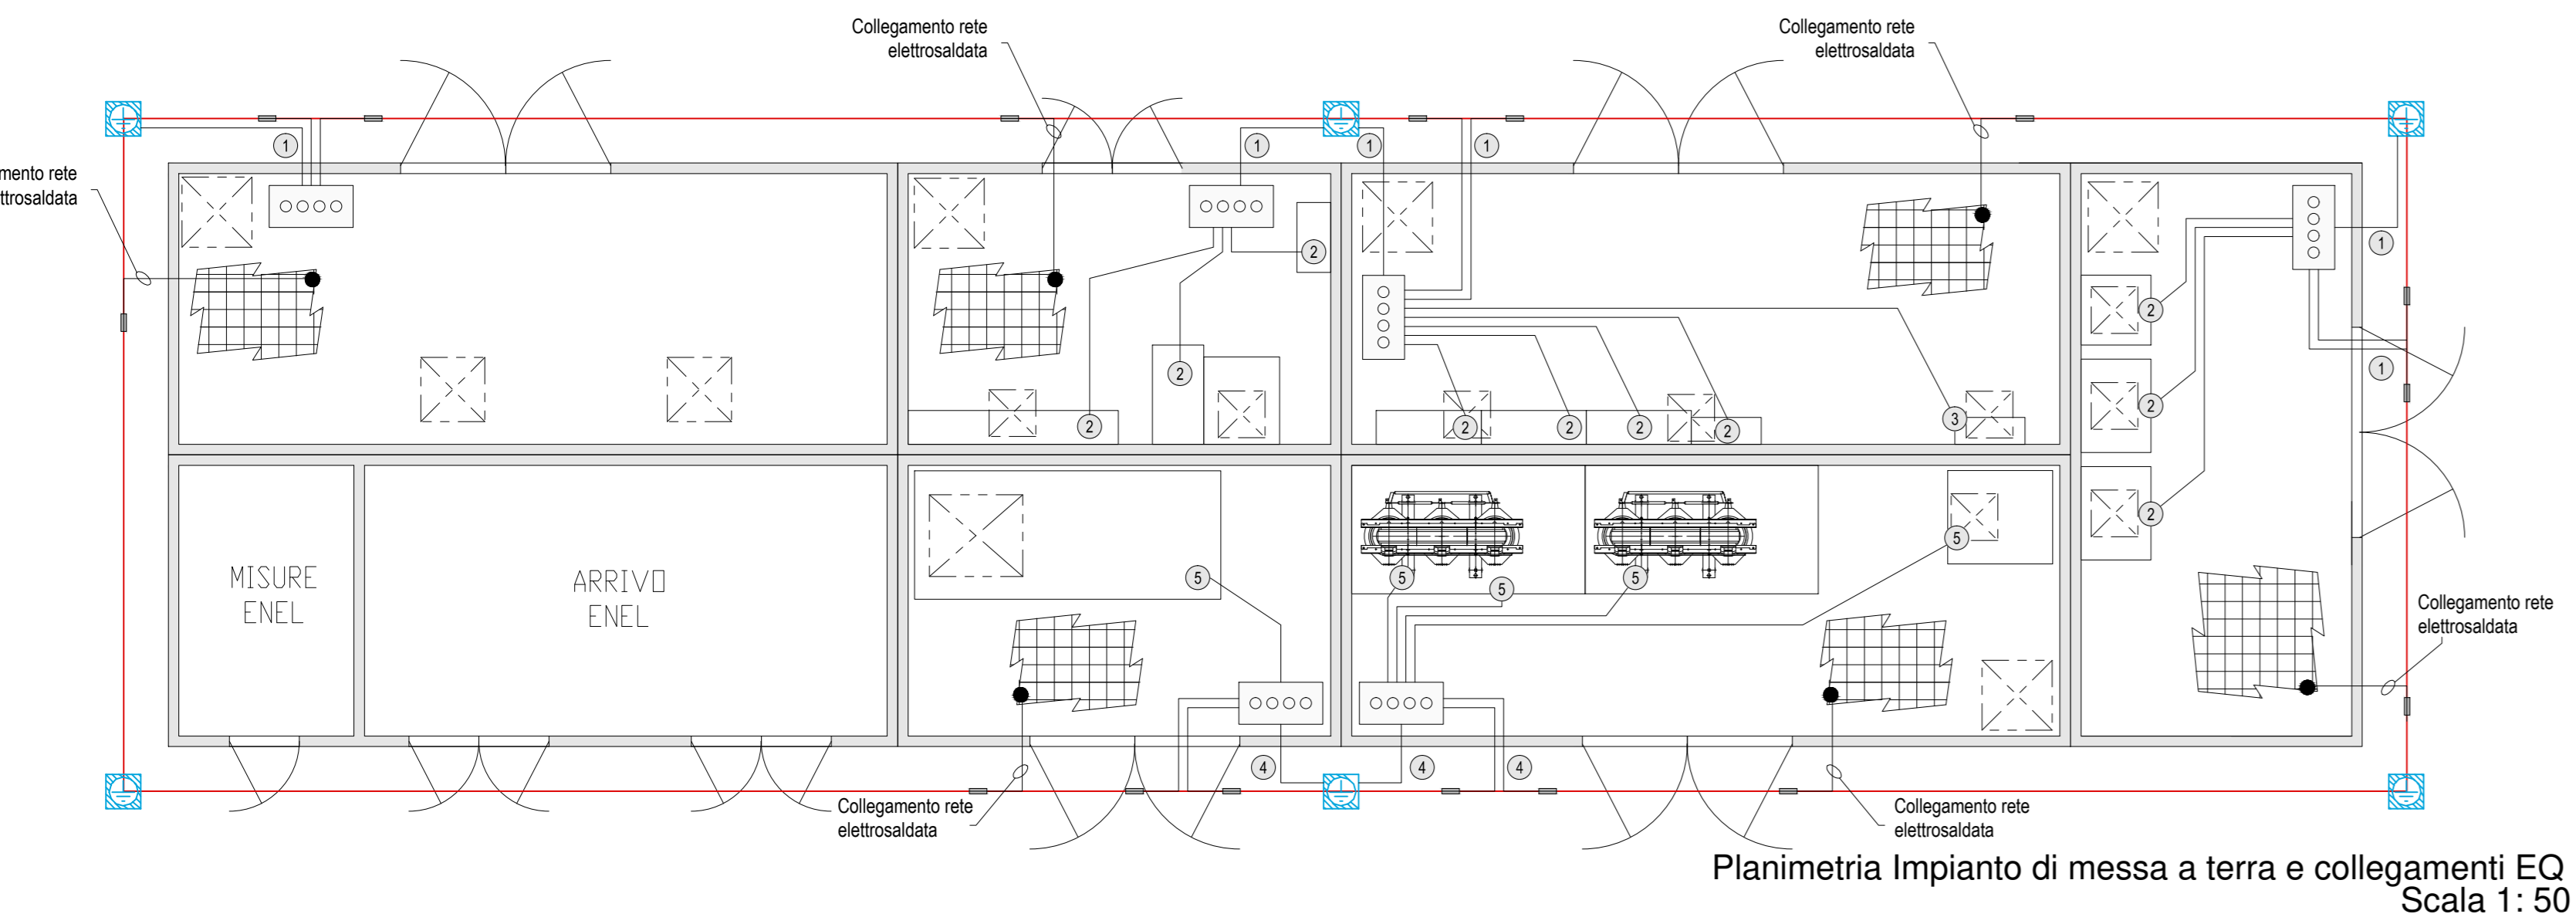 Collegamento rete
elettrosaldata
Collegamento rete
elettrosaldata
1
1
1
1
mento rete
ttrosaldata
2
1
2
1
2
2
2
3
2
2
2
2
2
2
5
5
5
5
5
MISURE
ENEL
ARRIVO
ENEL
Collegamento rete
elettrosaldata
4
4
4
Collegamento rete
elettrosaldata
Collegamento rete
elettrosaldata
Planimetria Impianto di messa a terra e collegamenti EQ
Scala 1: 50